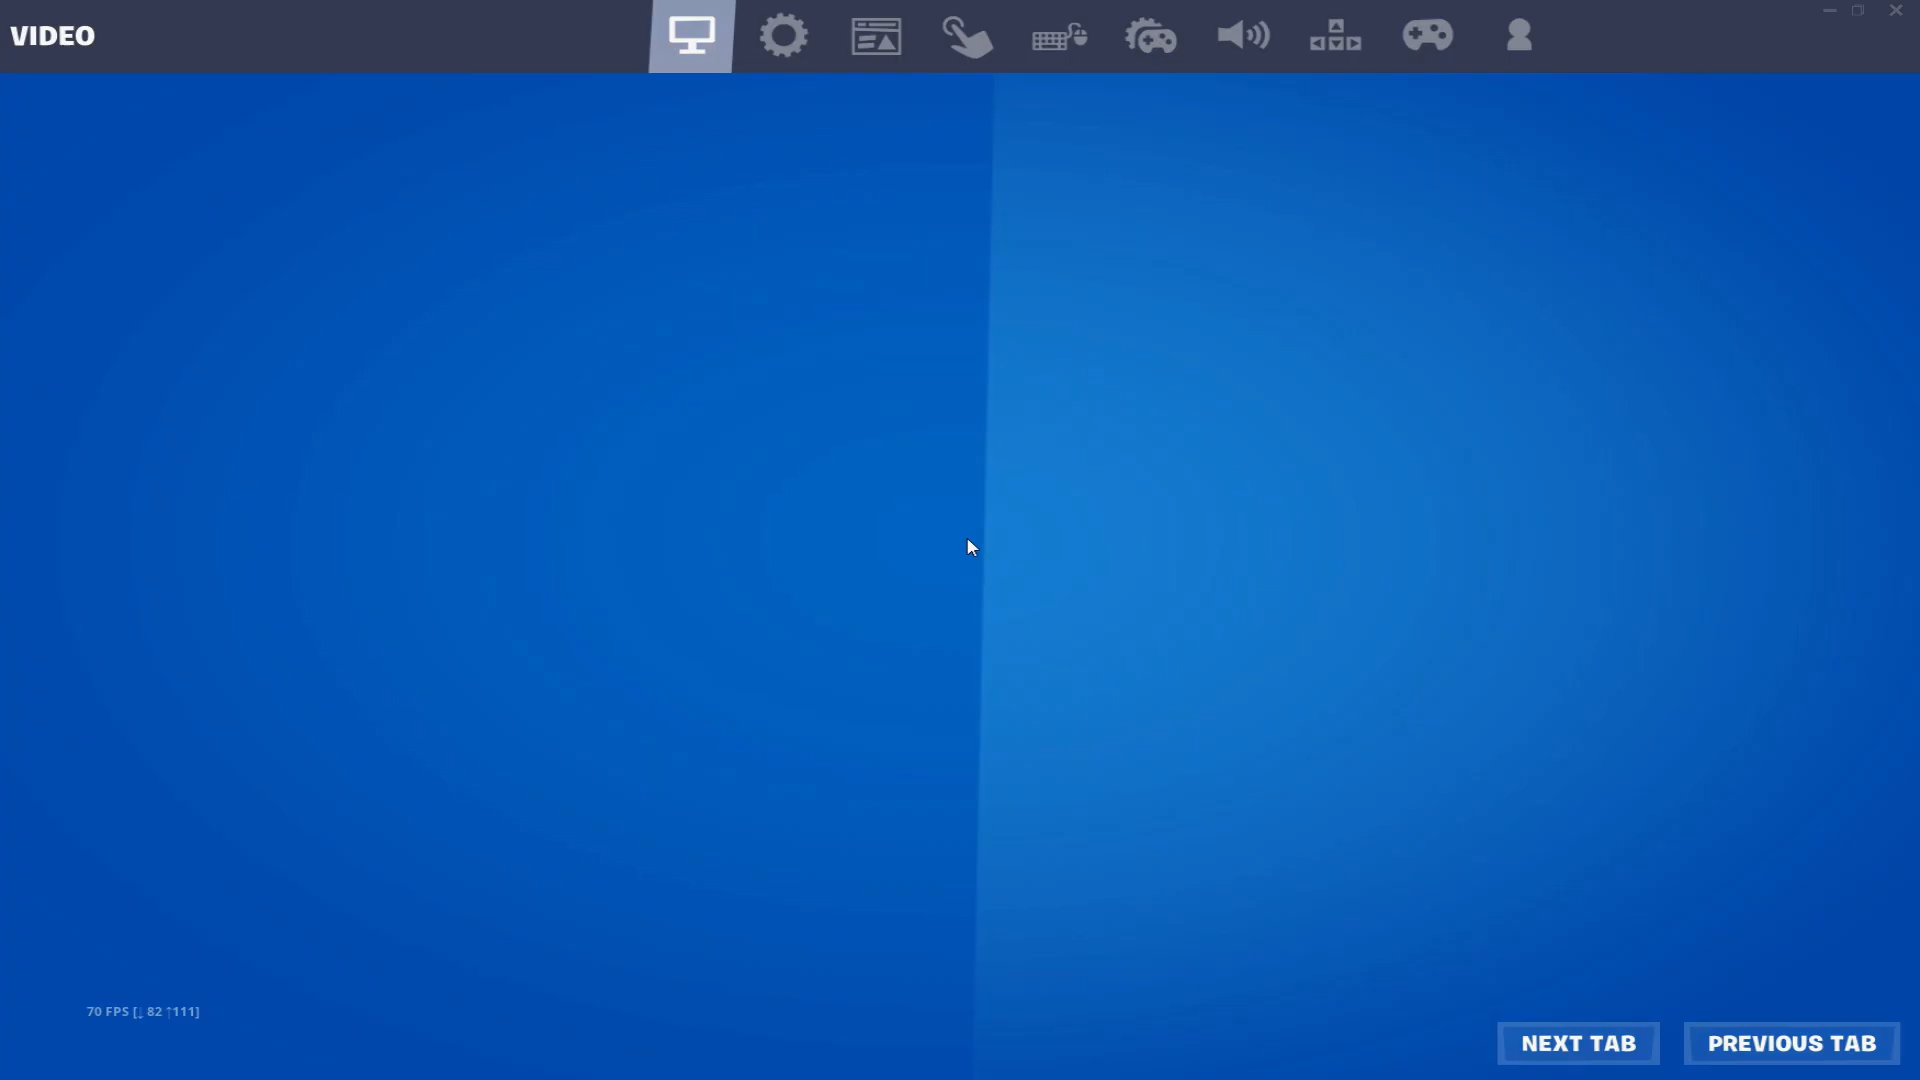 VIDEO
70 FPS [↓ 82 ↑111]
NEXT TAB
PREVIOUS TAB